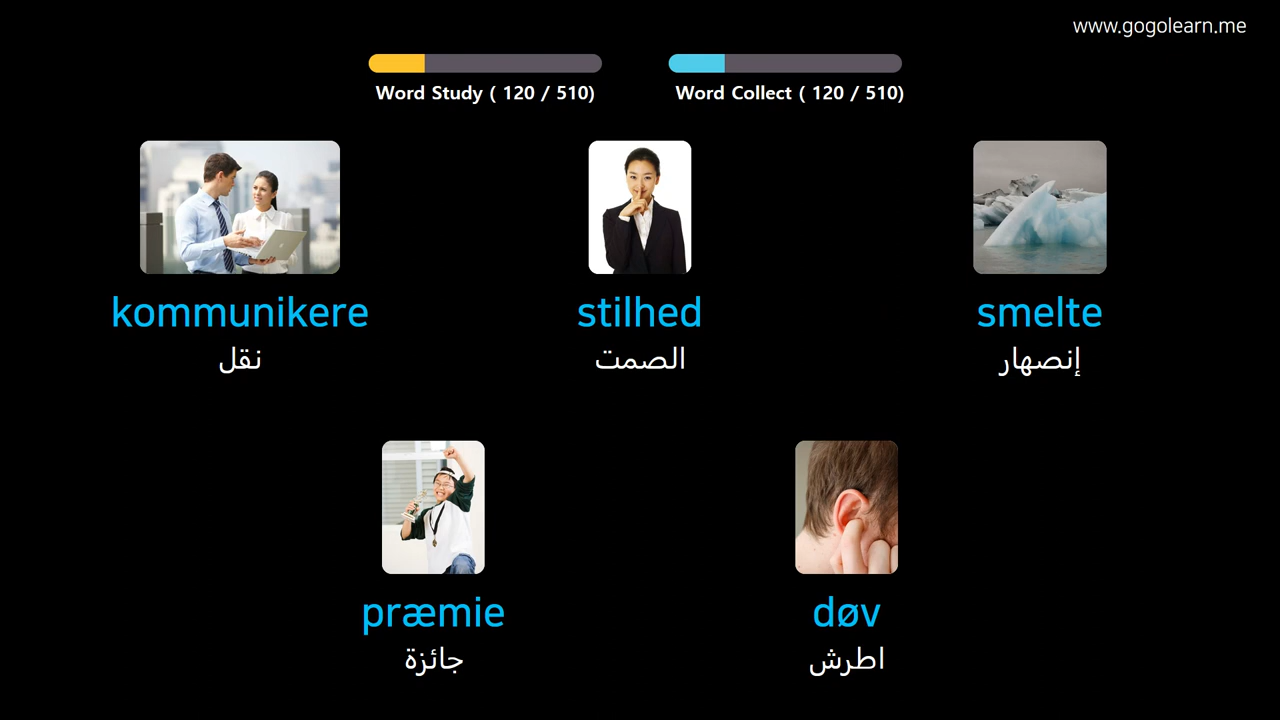 www.gogolearn.me
Word Study ( 120 / 510)
Word Collect ( 120 / 510)
kommunikere
نقل
stilhed
الصمت
smelte
إنصهار
præmie
جائزة
døv
اطرش